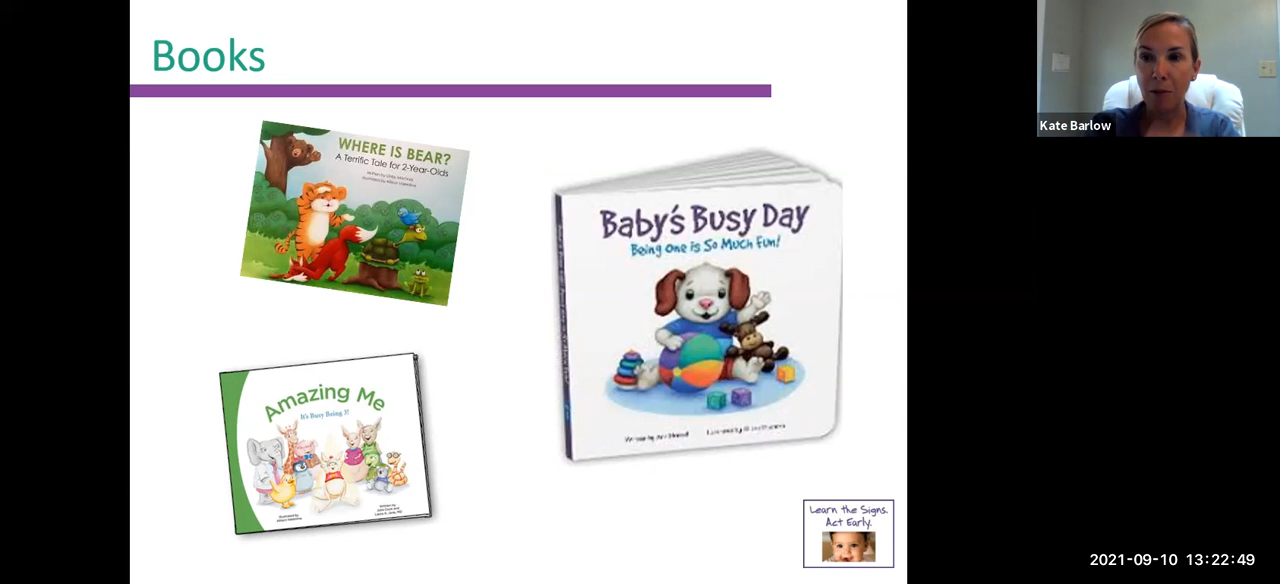 Books
WHERE IS BEAR?
A Terrific Tale for 2-Year-Olds
Baby's Busy Day
Being One is So Much Fun!
Amazing Me
It's Busy Being 3!
Learn the Signs.
Act Early.
Kate Barlow
2021-09-10 13:22:49